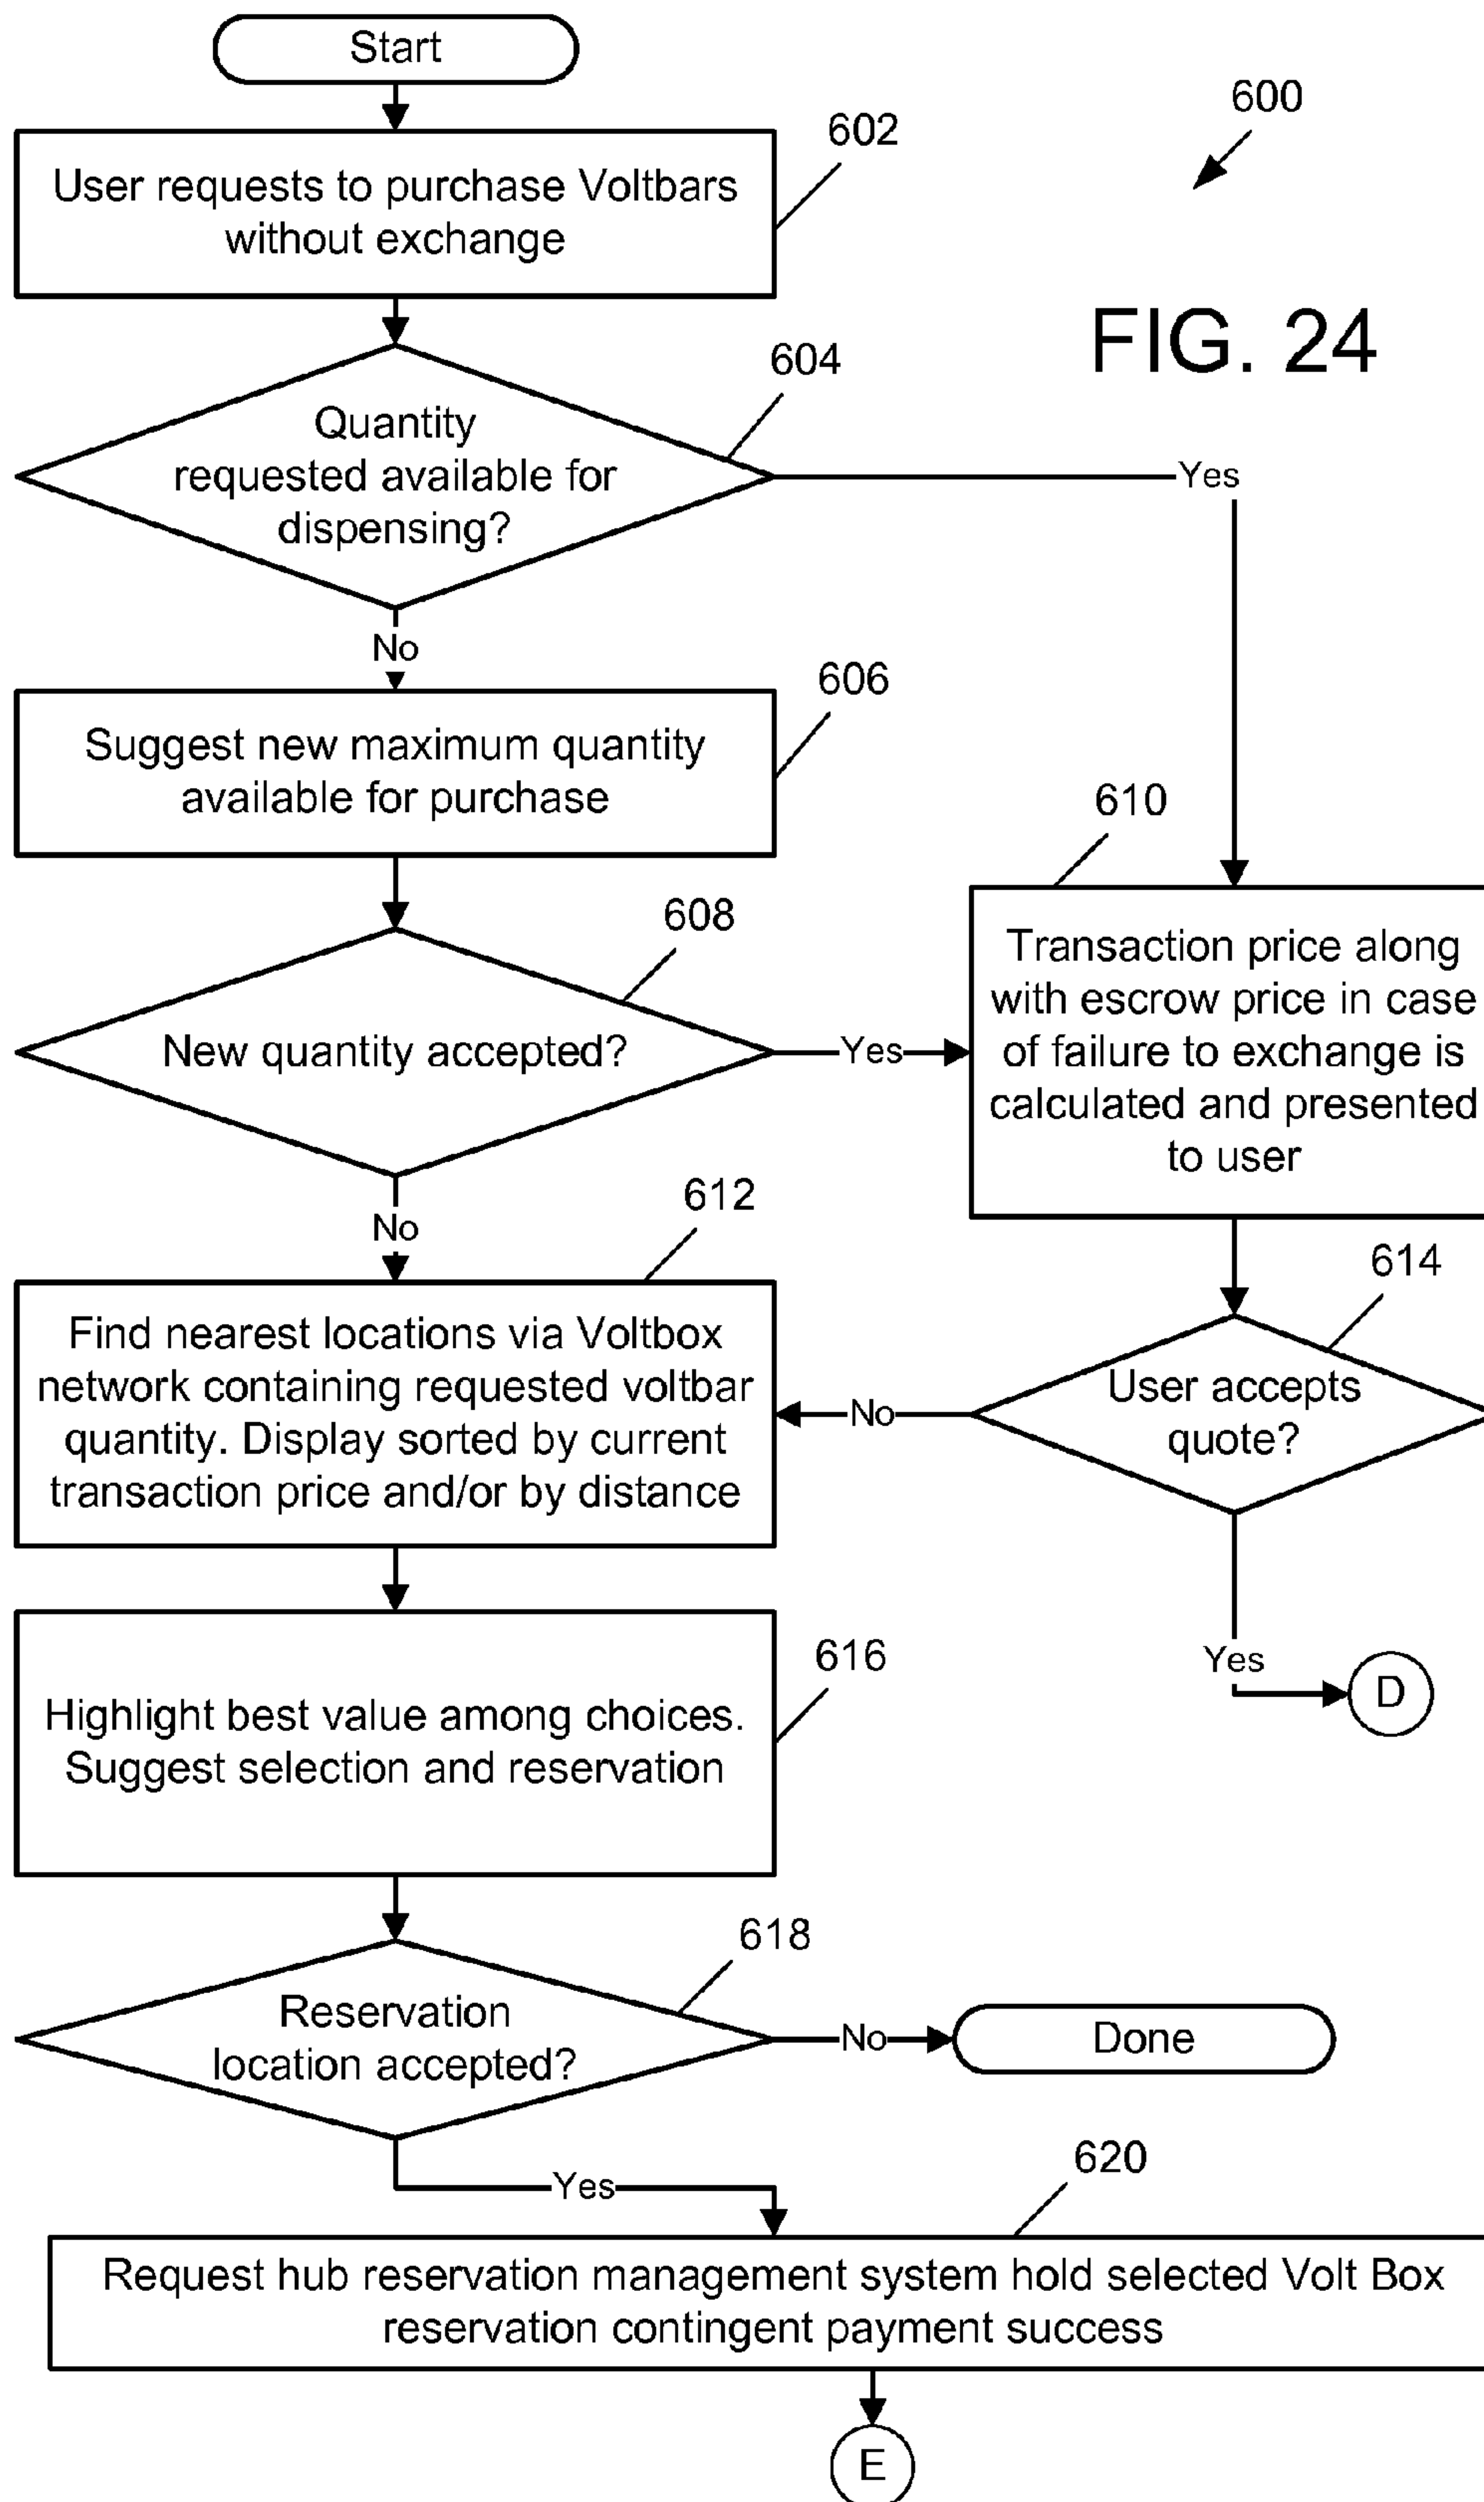 Start
600
602
User requests to purchase Voltbars
without exchange
FIG. 24
604
Quantity
requested available for
dispensing?
Yes
No
606
Suggest new maximum quantity
available for purchase
610
608
New quantity accepted?
Yes
Transaction price along
with escrow price in case
of failure to exchange is
calculated and presented
to user
No
612
614
Find nearest locations via Voltbox
network containing requested voltbar
quantity. Display sorted by current
transaction price and/or by distance
No
User accepts
quote?
Yes
D
616
Highlight best value among choices.
Suggest selection and reservation
618
Reservation
location accepted?
No
Done
Yes
620
Request hub reservation management system hold selected Volt Box
reservation contingent payment success
E